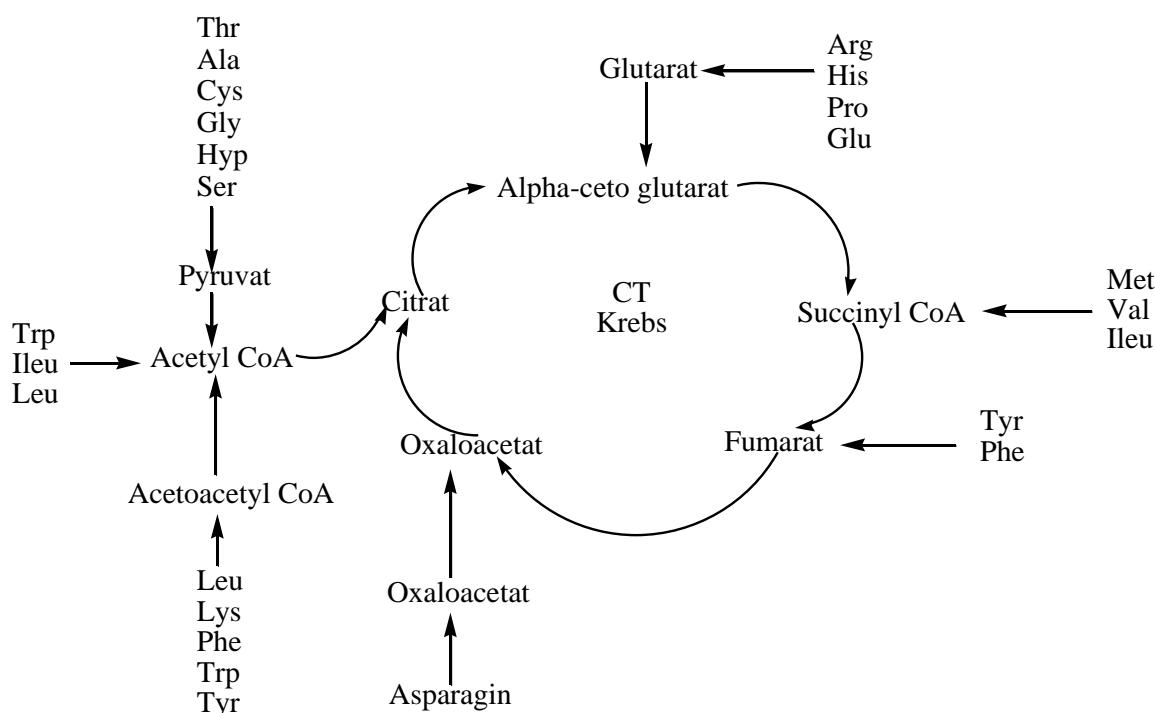 Thr
Ala
Cys
Gly
Hyp
Ser
Pyruvat
Trp
Ileu
Leu
Acetyl CoA
Acetoacetyl CoA
Leu
Lys
Phe
Trp
Tyr
Glutarat
Arg
His
Pro
Glu
Alpha-ceto glutarat
Citrat
CT
Krebs
Succinyl CoA
Met
Val
Ileu
Oxaloacetat
Fumarat
Tyr
Phe
Oxaloacetat
Asparagin